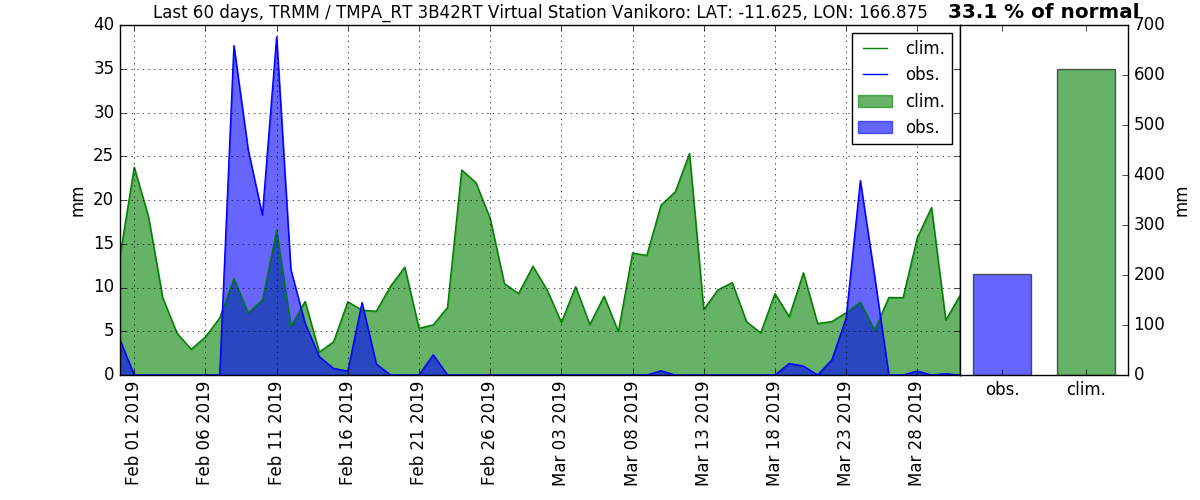 Last 60 days, TRMM / TMPA_RT 3B42RT Virtual Station Vanikoro: LAT: -11.625, LON: 166.875
33.1 % of normal
40
35
30
25
20
15
10
5
0
mm
clim.
obs.
clim.
obs.
Feb 01 2019
Feb 06 2019
Feb 11 2019
Feb 16 2019
Feb 21 2019
Feb 26 2019
Mar 03 2019
Mar 08 2019
Mar 13 2019
Mar 18 2019
Mar 23 2019
Mar 28 2019
700
600
500
400
300
200
100
0
mm
obs.
clim.